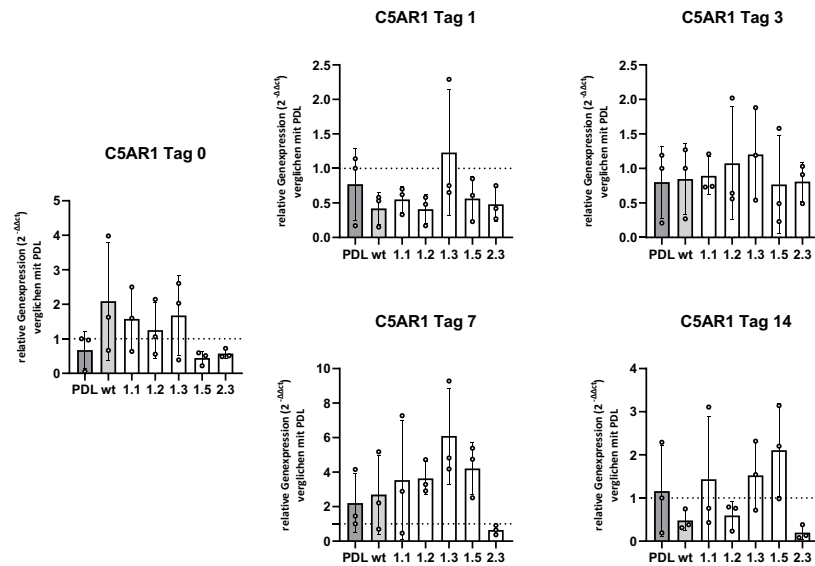 C5AR1 Tag 0
relative Genexpression (2 -ΔΔct)
verglichen mit PDL
5
4
3
2
1
0
PDL wt 1.1 1.2 1.3 1.5 2.3
C5AR1 Tag 1
relative Genexpression (2 -ΔΔct)
verglichen mit PDL
2.5
2.0
1.5
1.0
0.5
0.0
PDL wt 1.1 1.2 1.3 1.5 2.3
C5AR1 Tag 3
relative Genexpression (2 -ΔΔct)
verglichen mit PDL
2.5
2.0
1.5
1.0
0.5
0.0
PDL wt 1.1 1.2 1.3 1.5 2.3
C5AR1 Tag 7
relative Genexpression (2 -ΔΔct)
verglichen mit PDL
10
8
6
4
2
0
PDL wt 1.1 1.2 1.3 1.5 2.3
C5AR1 Tag 14
relative Genexpression (2 -ΔΔct)
verglichen mit PDL
4
3
2
1
0
PDL wt 1.1 1.2 1.3 1.5 2.3